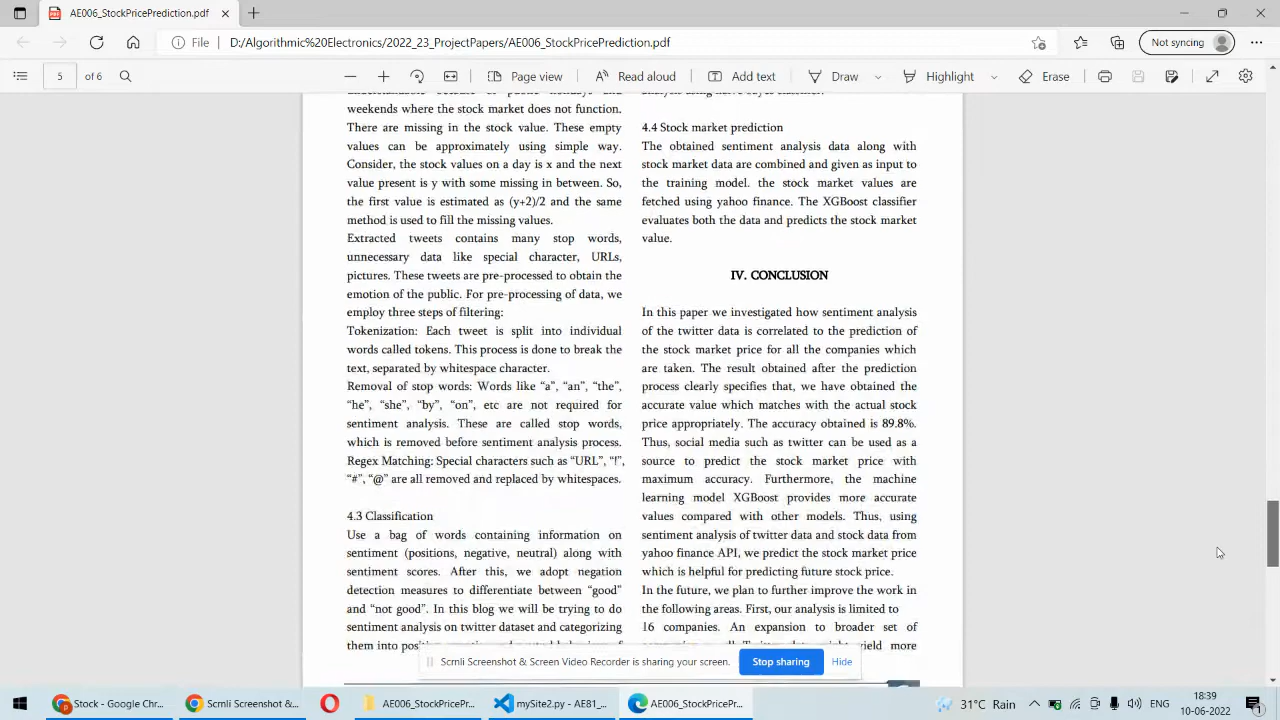 AE006_StockPricePrediction.pdf
File D:/Algorithmic%20Electronics/2022_23_ProjectPapers/AE006_StockPricePrediction.pdf
Not syncing
5 of 6
Page view
Read aloud
Add text
Draw
Highlight
Erase
weekends where the stock market does not function.
There are missing in the stock value. These empty
values can be approximately using simple way.
Consider, the stock values on a day is x and the next
value present is y with some missing in between. So,
the first value is estimated as (y+2)/2 and the same
method is used to fill the missing values.
Extracted tweets contains many stop words,
unnecessary data like special character, URLs,
pictures. These tweets are pre-processed to obtain the
emotion of the public. For pre-processing of data, we
employ three steps of filtering:
Tokenization: Each tweet is split into individual
words called tokens. This process is done to break the
text, separated by whitespace character.
Removal of stop words: Words like “a”, “an”, “the”,
“he”, “she”, “by”, “on”, etc are not required for
sentiment analysis. These are called stop words,
which is removed before sentiment analysis process.
Regex Matching: Special characters such as “URL”, “!”,
“#”, “@” are all removed and replaced by whitespaces.
4.3 Classification
Use a bag of words containing information on
sentiment (positions, negative, neutral) along with
sentiment scores. After this, we adopt negation
detection measures to differentiate between “good”
and “not good”. In this blog we will be trying to do
sentiment analysis on twitter dataset and categorizing
them into
4.4 Stock market prediction
The obtained sentiment analysis data along with
stock market data are combined and given as input to
the training model. the stock market values are
fetched using yahoo finance. The XGBoost classifier
evaluates both the data and predicts the stock market
value.
IV. CONCLUSION
In this paper we investigated how sentiment analysis
of the twitter data is correlated to the prediction of
the stock market price for all the companies which
are taken. The result obtained after the prediction
process clearly specifies that, we have obtained the
accurate value which matches with the actual stock
price appropriately. The accuracy obtained is 89.8%.
Thus, social media such as twitter can be used as a
source to predict the stock market price with
maximum accuracy. Furthermore, the machine
learning model XGBoost provides more accurate
values compared with other models. Thus, using
sentiment analysis of twitter data and stock data from
yahoo finance API, we predict the stock market price
which is helpful for predicting future stock price.
In the future, we plan to further improve the work in
the following areas. First, our analysis is limited to
16 companies. An expansion to broader set of
yield more
Scrnli Screenshot & Screen Video Recorder is sharing your screen.
Stop sharing
Hide
Stock - Google Chr...
Scrnli Screenshot &...
AE006_StockPricePr...
mySite2.py - AE81_...
AE006_StockPricePr...
31°C Rain
18:39
10-06-2022
1